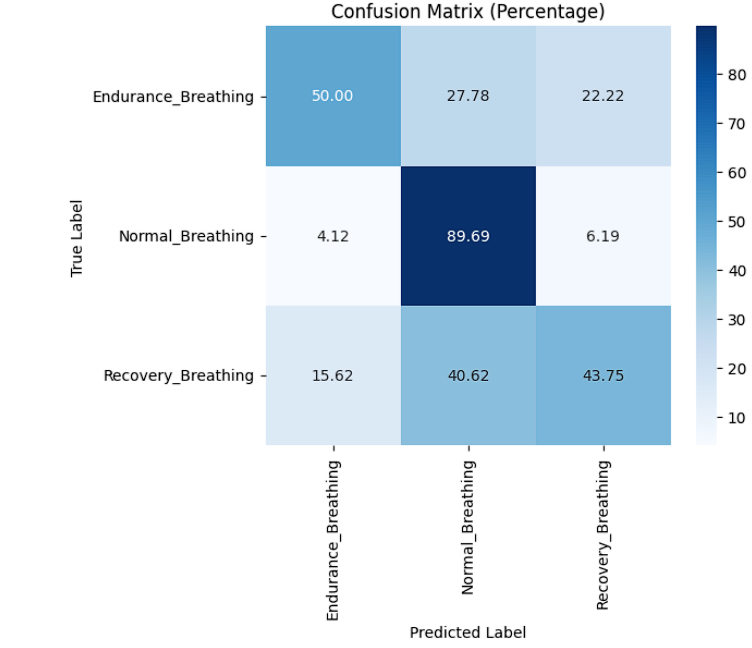 Confusion Matrix (Percentage)
True Label
Endurance_Breathing 50.00 27.78 22.22
Normal_Breathing 4.12 89.69 6.19
Recovery_Breathing 15.62 40.62 43.75
Endurance_Breathing
Normal_Breathing
Recovery_Breathing
Predicted Label
80
70
60
50
40
30
20
10